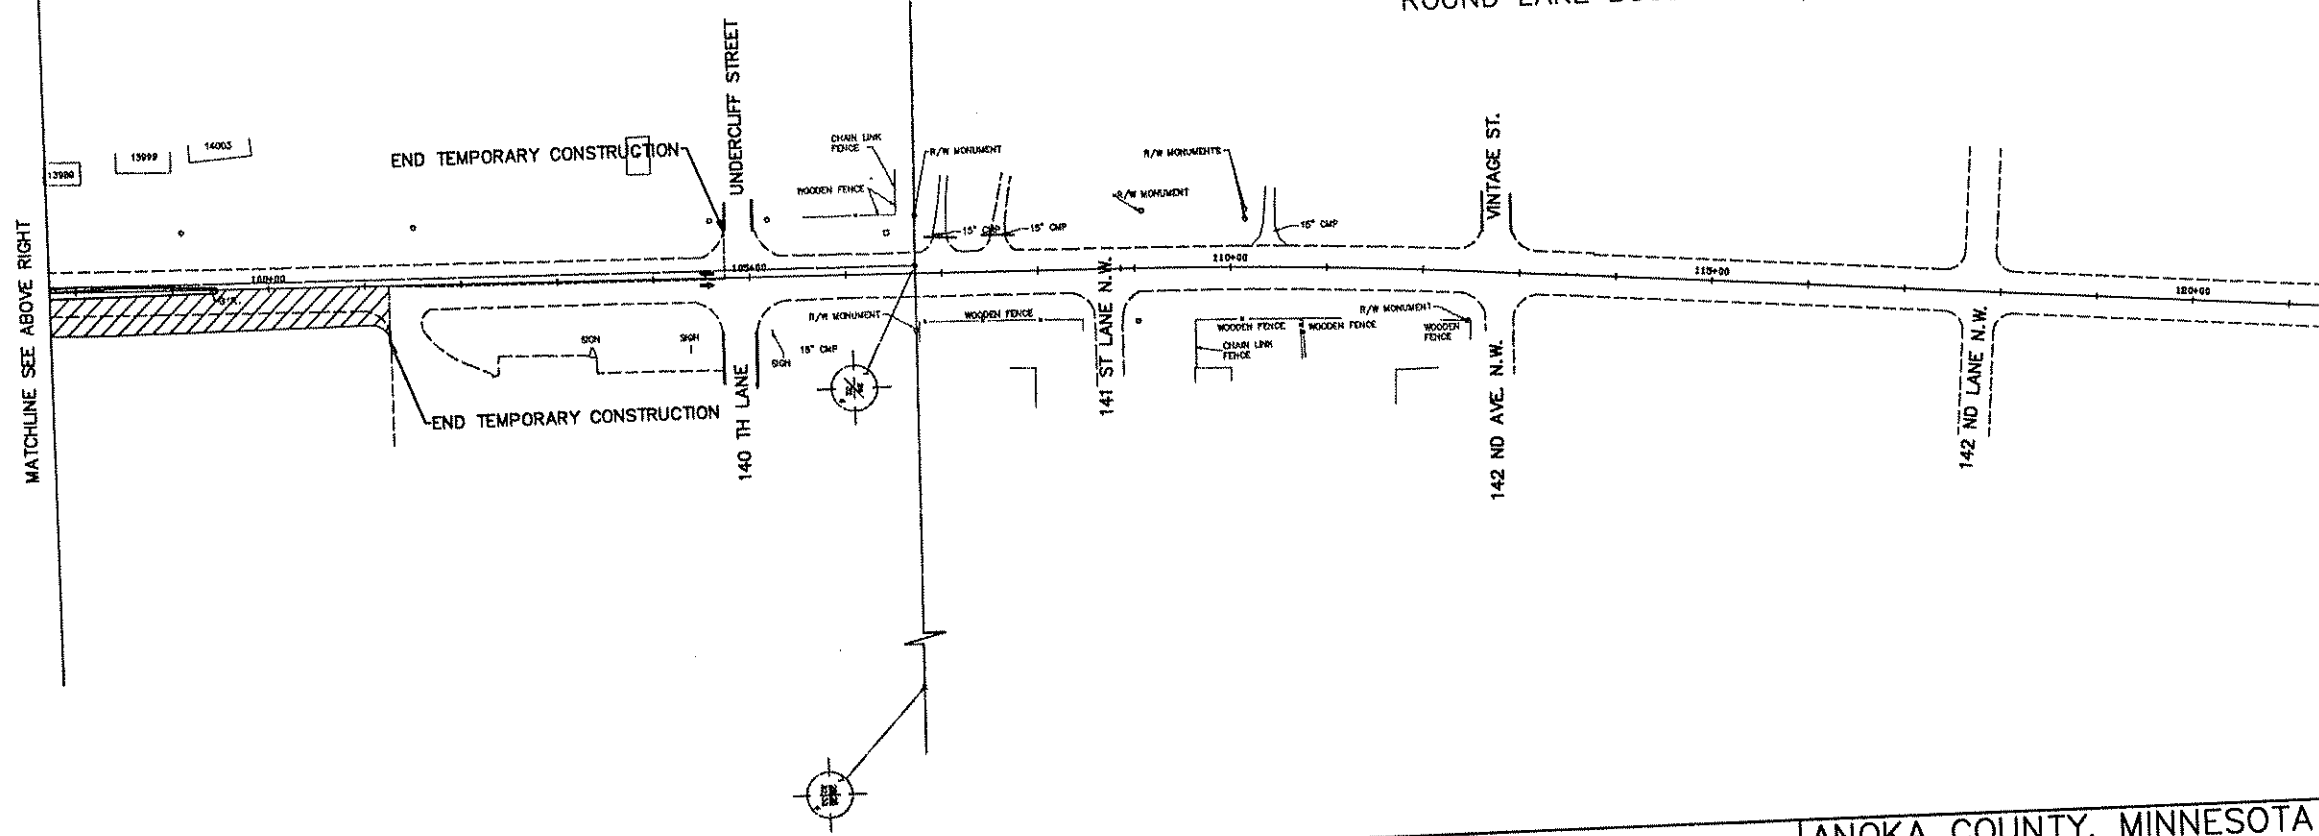 ROUND LAKE
UNDERCLIFF STREET
13980
13999
14003
END TEMPORARY CONSTRUCTION
CHAIN LINK
FENCE
WOODEN FENCE
R/W MONUMENT
R/W MONUMENT
R/W MONUMENTS
VINTAGE ST.
15" CMP
15" CMP
15" CMP
MATCHLINE SEE ABOVE RIGHT
100+00
105+00
110+00
115+00
120+00
R/W MONUMENT
WOODEN FENCE
141 ST LANE N.W.
R/W MONUMENT
WOODEN FENCE
WOODEN FENCE
WOODEN
FENCE
CHAIN LINK
FENCE
SIGN
SIGN
SIGN
15" CMP
END TEMPORARY CONSTRUCTION
140 TH LANE
142 ND AVE. N.W.
142 ND LANE N.W.
ANOKA COUNTY, MINNESOTA